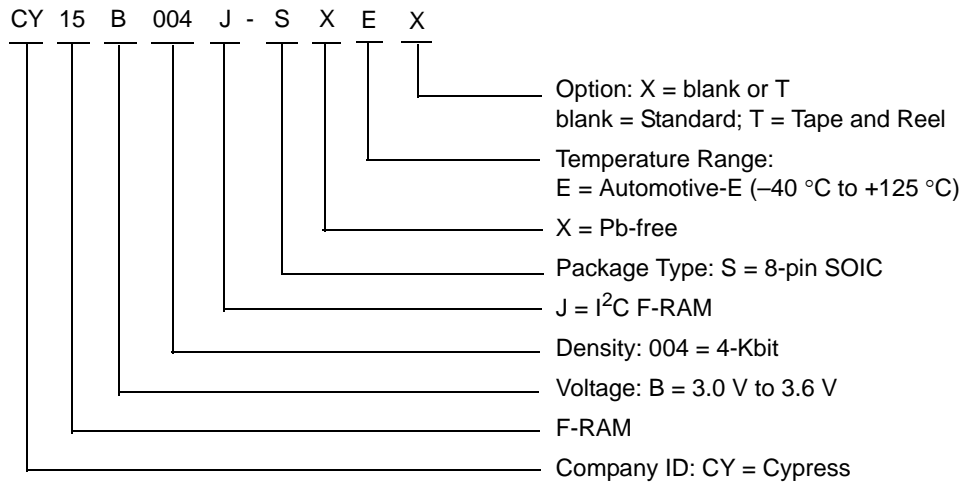 CY 15 B 004 J - S X E X
Option: X = blank or T
blank = Standard; T = Tape and Reel
Temperature Range:
E = Automotive-E (–40 °C to +125 °C)
X = Pb-free
Package Type: S = 8-pin SOIC
J = I²C F-RAM
Density: 004 = 4-Kbit
Voltage: B = 3.0 V to 3.6 V
F-RAM
Company ID: CY = Cypress